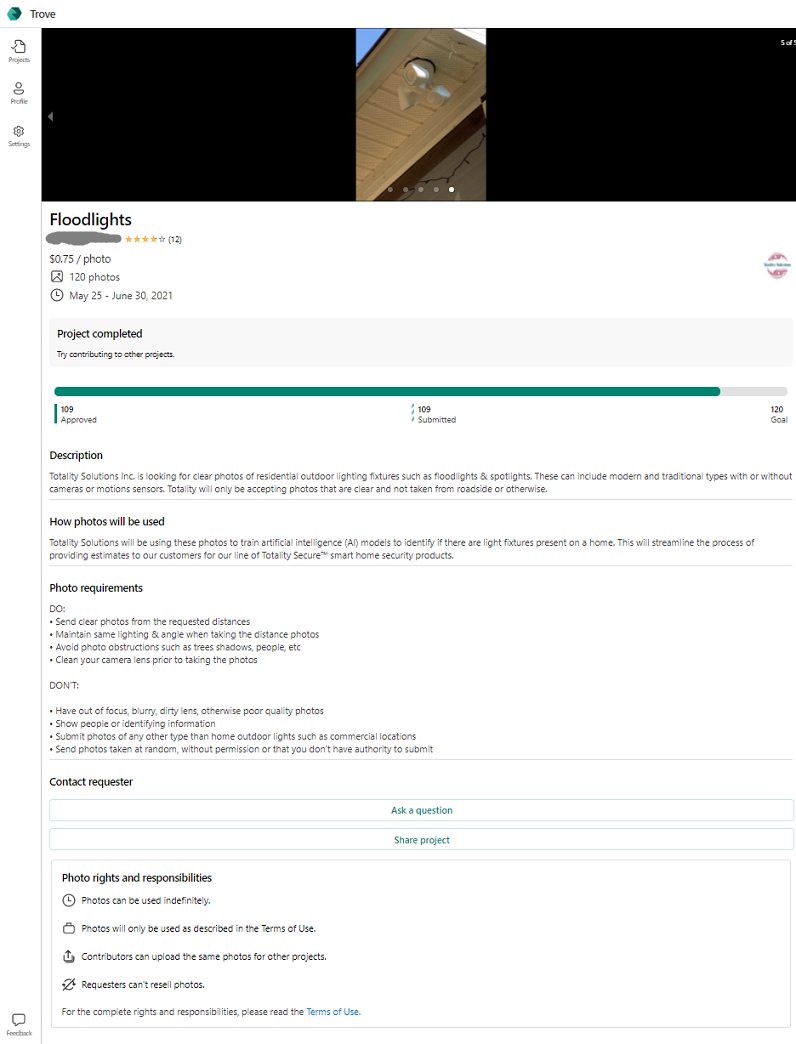 Trove
Projects
Profile
Settings
5 of 5
Floodlights
(12)
$0.75 / photo
120 photos
May 25 - June 30, 2021
Project completed
Try contributing to other projects.
109
Approved
109
Submitted
120
Goal
Description
Totality Solutions Inc. is looking for clear photos of residential outdoor lighting fixtures such as floodlights & spotlights. These can include modern and traditional types with or without
cameras or motions sensors. Totality will only be accepting photos that are clear and not taken from roadside or otherwise.
How photos will be used
Totality Solutions will be using these photos to train artificial intelligence (AI) models to identify if there are light fixtures present on a home. This will streamline the process of
providing estimates to our customers for our line of Totality Secure™ smart home security products.
Photo requirements
DO:
• Send clear photos from the requested distances
• Maintain same lighting & angle when taking the distance photos
• Avoid photo obstructions such as trees shadows, people, etc
• Clean your camera lens prior to taking the photos
DON'T:
• Have out of focus, blurry, dirty lens, otherwise poor quality photos
• Show people or identifying information
• Submit photos of any other type than home outdoor lights such as commercial locations
• Send photos taken at random, without permission or that you don't have authority to submit
Contact requester
Ask a question
Share project
Photo rights and responsibilities
Photos can be used indefinitely.
Photos will only be used as described in the Terms of Use.
Contributors can upload the same photos for other projects.
Requesters can't resell photos.
For the complete rights and responsibilities, please read the Terms of Use.
Feedback